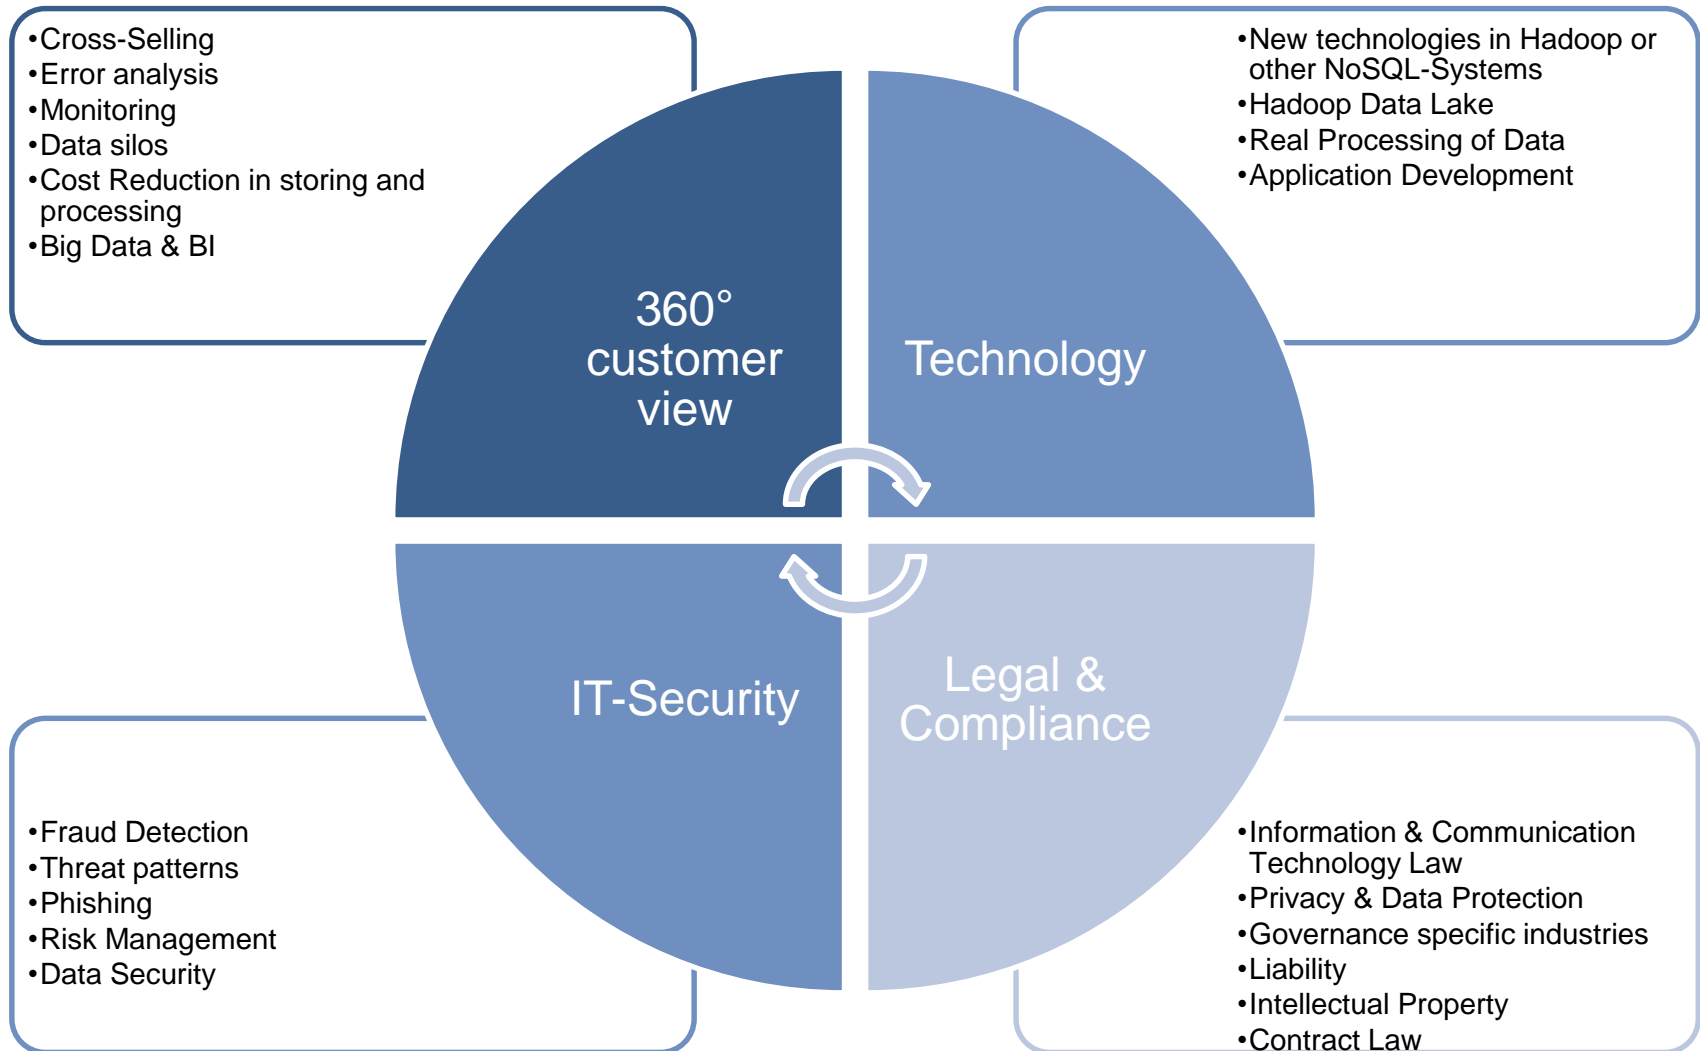 •Cross-Selling
•Error analysis
•Monitoring
•Data silos
•Cost Reduction in storing and
processing
•Big Data & BI
•New technologies in Hadoop or
other NoSQL-Systems
•Hadoop Data Lake
•Real Processing of Data
•Application Development
360°
customer
view
Technology
IT-Security
Legal &
Compliance
•Fraud Detection
•Threat patterns
•Phishing
•Risk Management
•Data Security
•Information & Communication
Technology Law
•Privacy & Data Protection
•Governance specific industries
•Liability
•Intellectual Property
•Contract Law